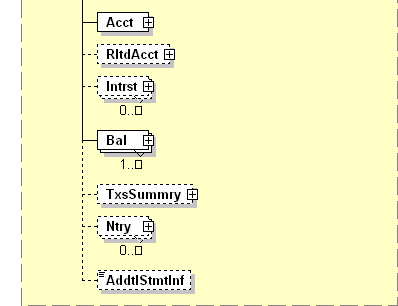 Acct
RltdAcct
Intrst
0..□
Bal
1..□
TxsSummry
Ntry
0..□
AddtlStmtInf